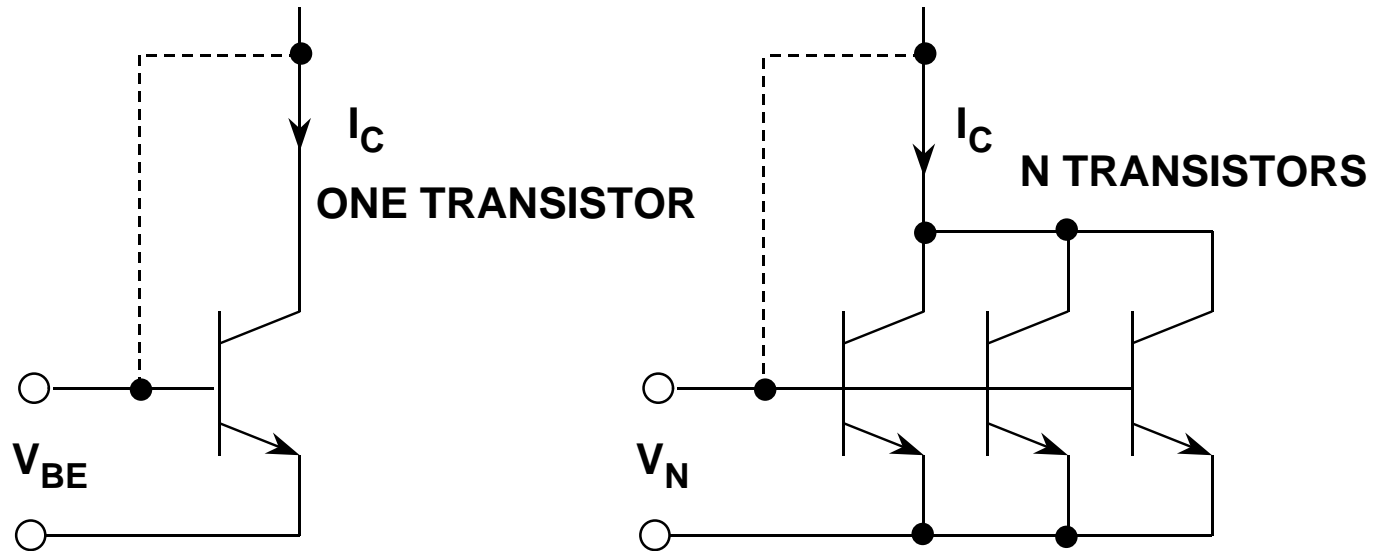 I_C
ONE TRANSISTOR
V_BE
I_C
N TRANSISTORS
V_N